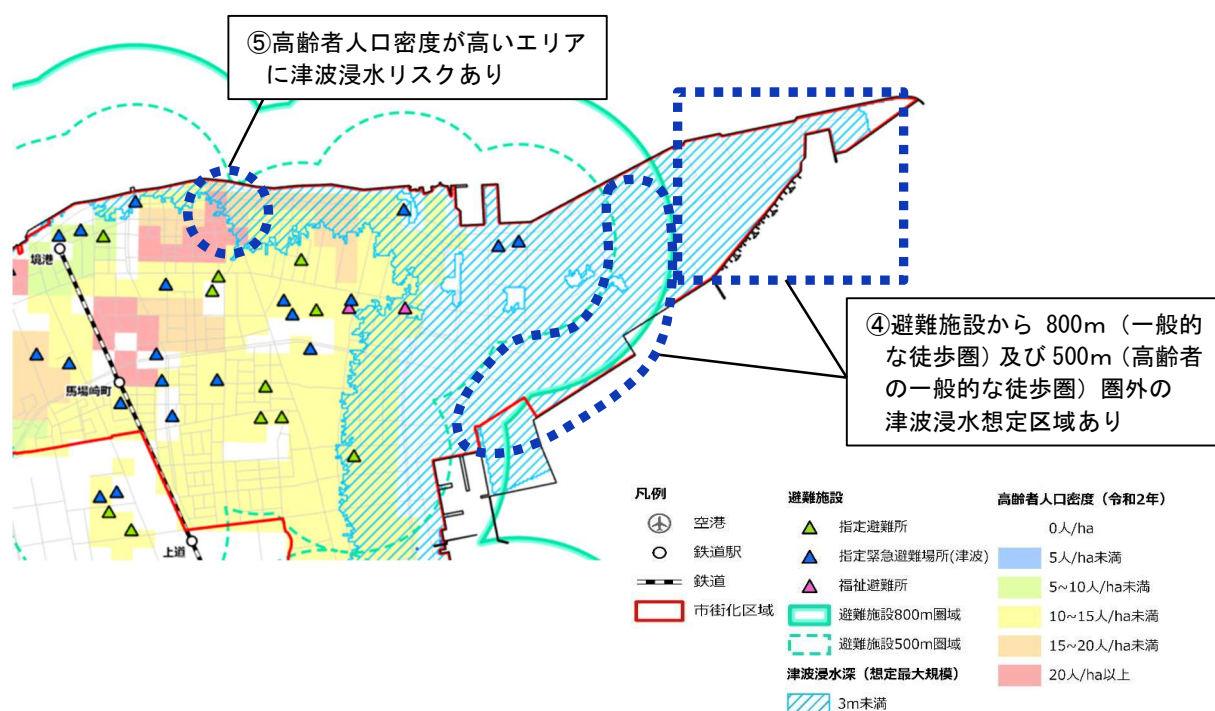 ⑤高齢者人口密度が高いエリア
に津波浸水リスクあり
境港
馬場崎町
上道
④避難施設から 800m（一般的
な徒歩圏）及び 500m（高齢者
の一般的な徒歩圏）圏外の
津波浸水想定区域あり
凡例
空港
鉄道駅
鉄道
市街化区域
避難施設
指定避難所
指定緊急避難場所(津波)
福祉避難所
避難施設800m圏域
避難施設500m圏域
津波浸水深（想定最大規模）
3m未満
高齢者人口密度（令和2年）
0人/ha
5人/ha未満
5~10人/ha未満
10~15人/ha未満
15~20人/ha未満
20人/ha以上